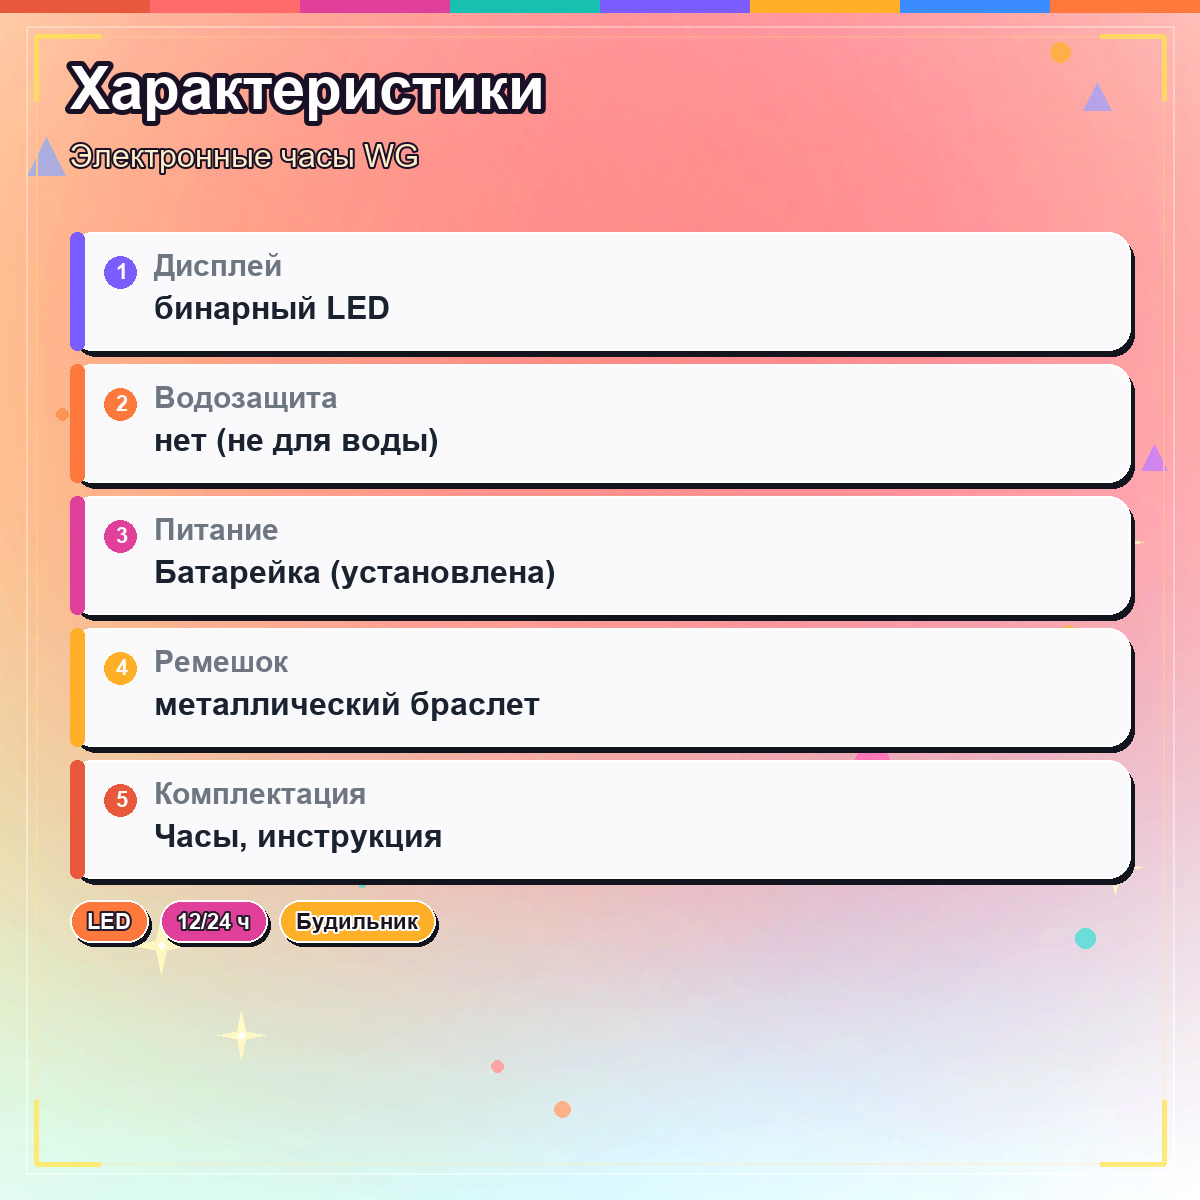 Характеристики
Электронные часы WG
1 Дисплей
бинарный LED
2 Водозащита
нет (не для воды)
3 Питание
Батарейка (установлена)
4 Ремешок
металлический браслет
5 Комплектация
Часы, инструкция
LED 12/24 ч Будильник